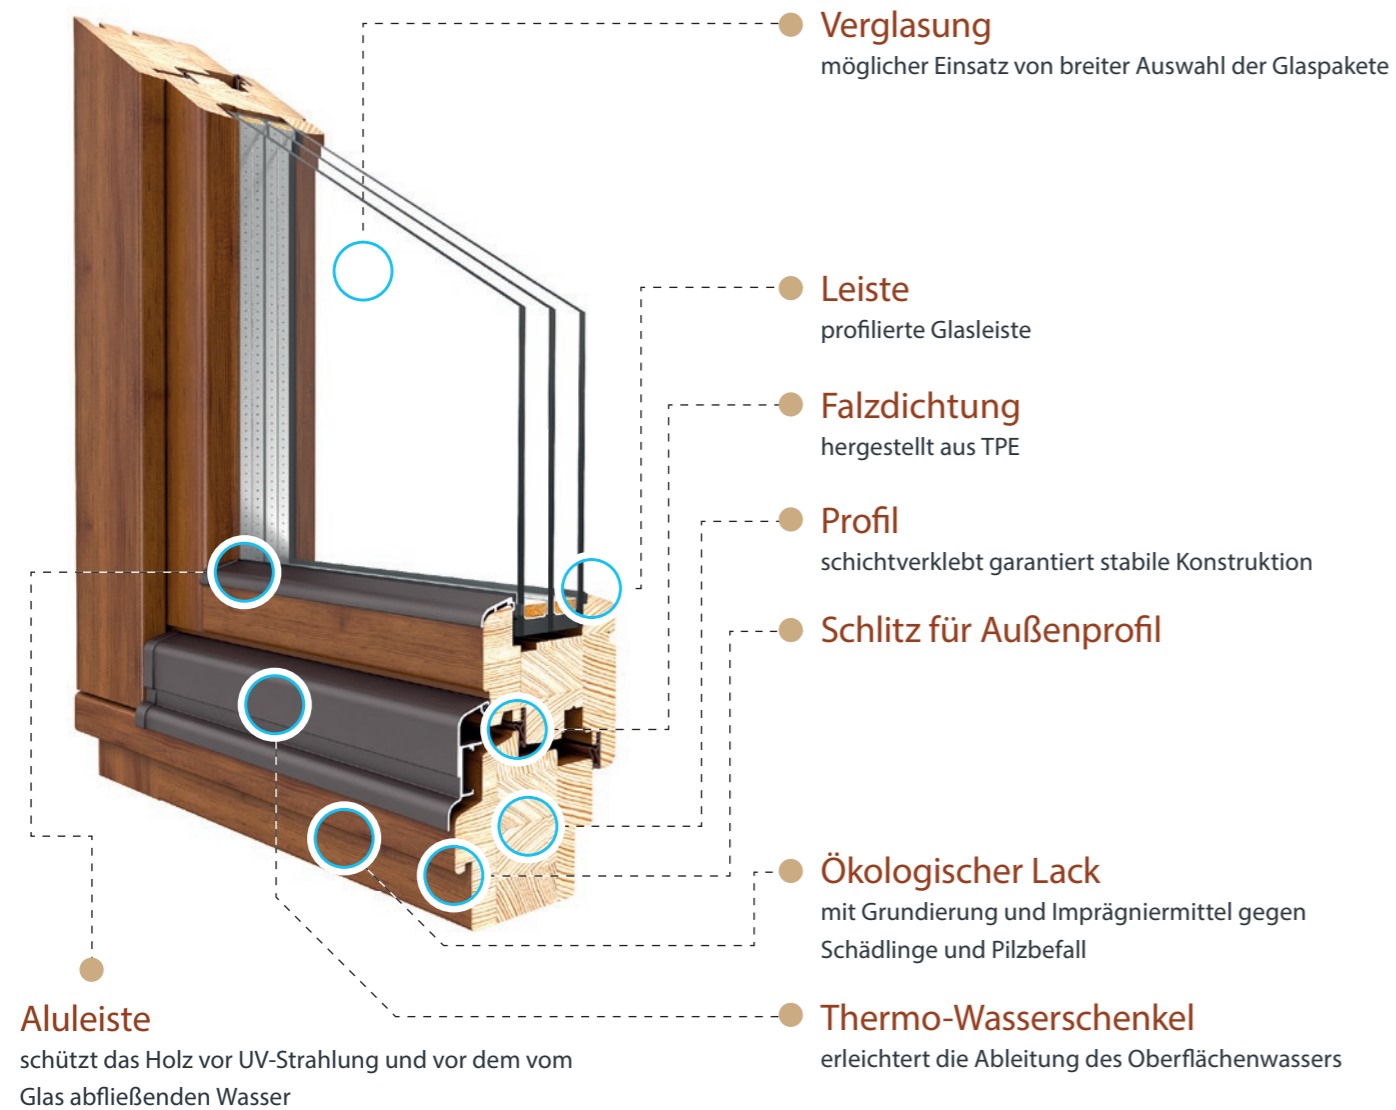 Verglasung
möglicher Einsatz von breiter Auswahl der Glaspakete
Leiste
profilierte Glasleiste
Falzdichtung
hergestellt aus TPE
Profil
schichtverklebt garantiert stabile Konstruktion
Schlitz für Außenprofil
Ökologischer Lack
mit Grundierung und Imprägniermittel gegen
Schädlinge und Pilzbefall
Thermo-Wasserschenkel
erleichtert die Ableitung des Oberflächenwassers
Aluleiste
schützt das Holz vor UV-Strahlung und vor dem vom
Glas abfließenden Wasser